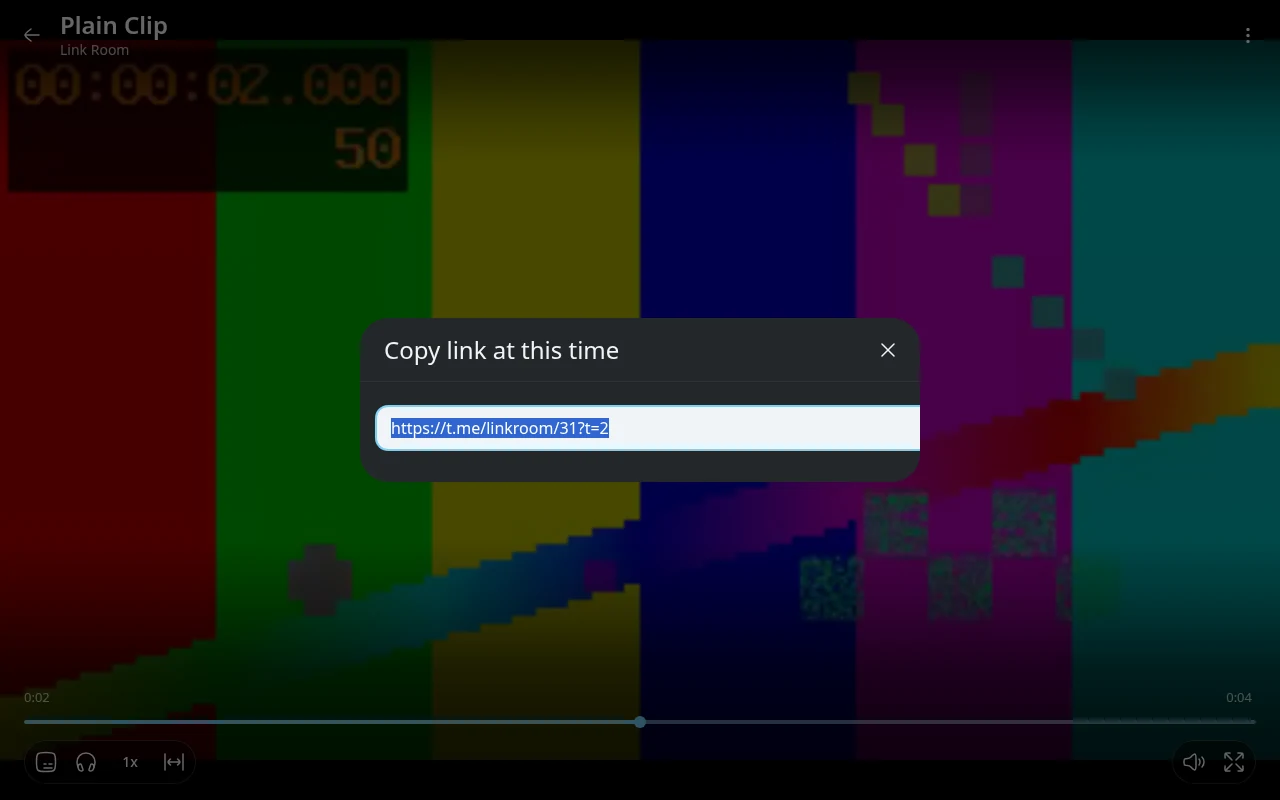 Plain Clip
Link Room
00:00:02.000
50
Copy link at this time
https://t.me/linkroom/31?t=2
0:02
0:04
1x